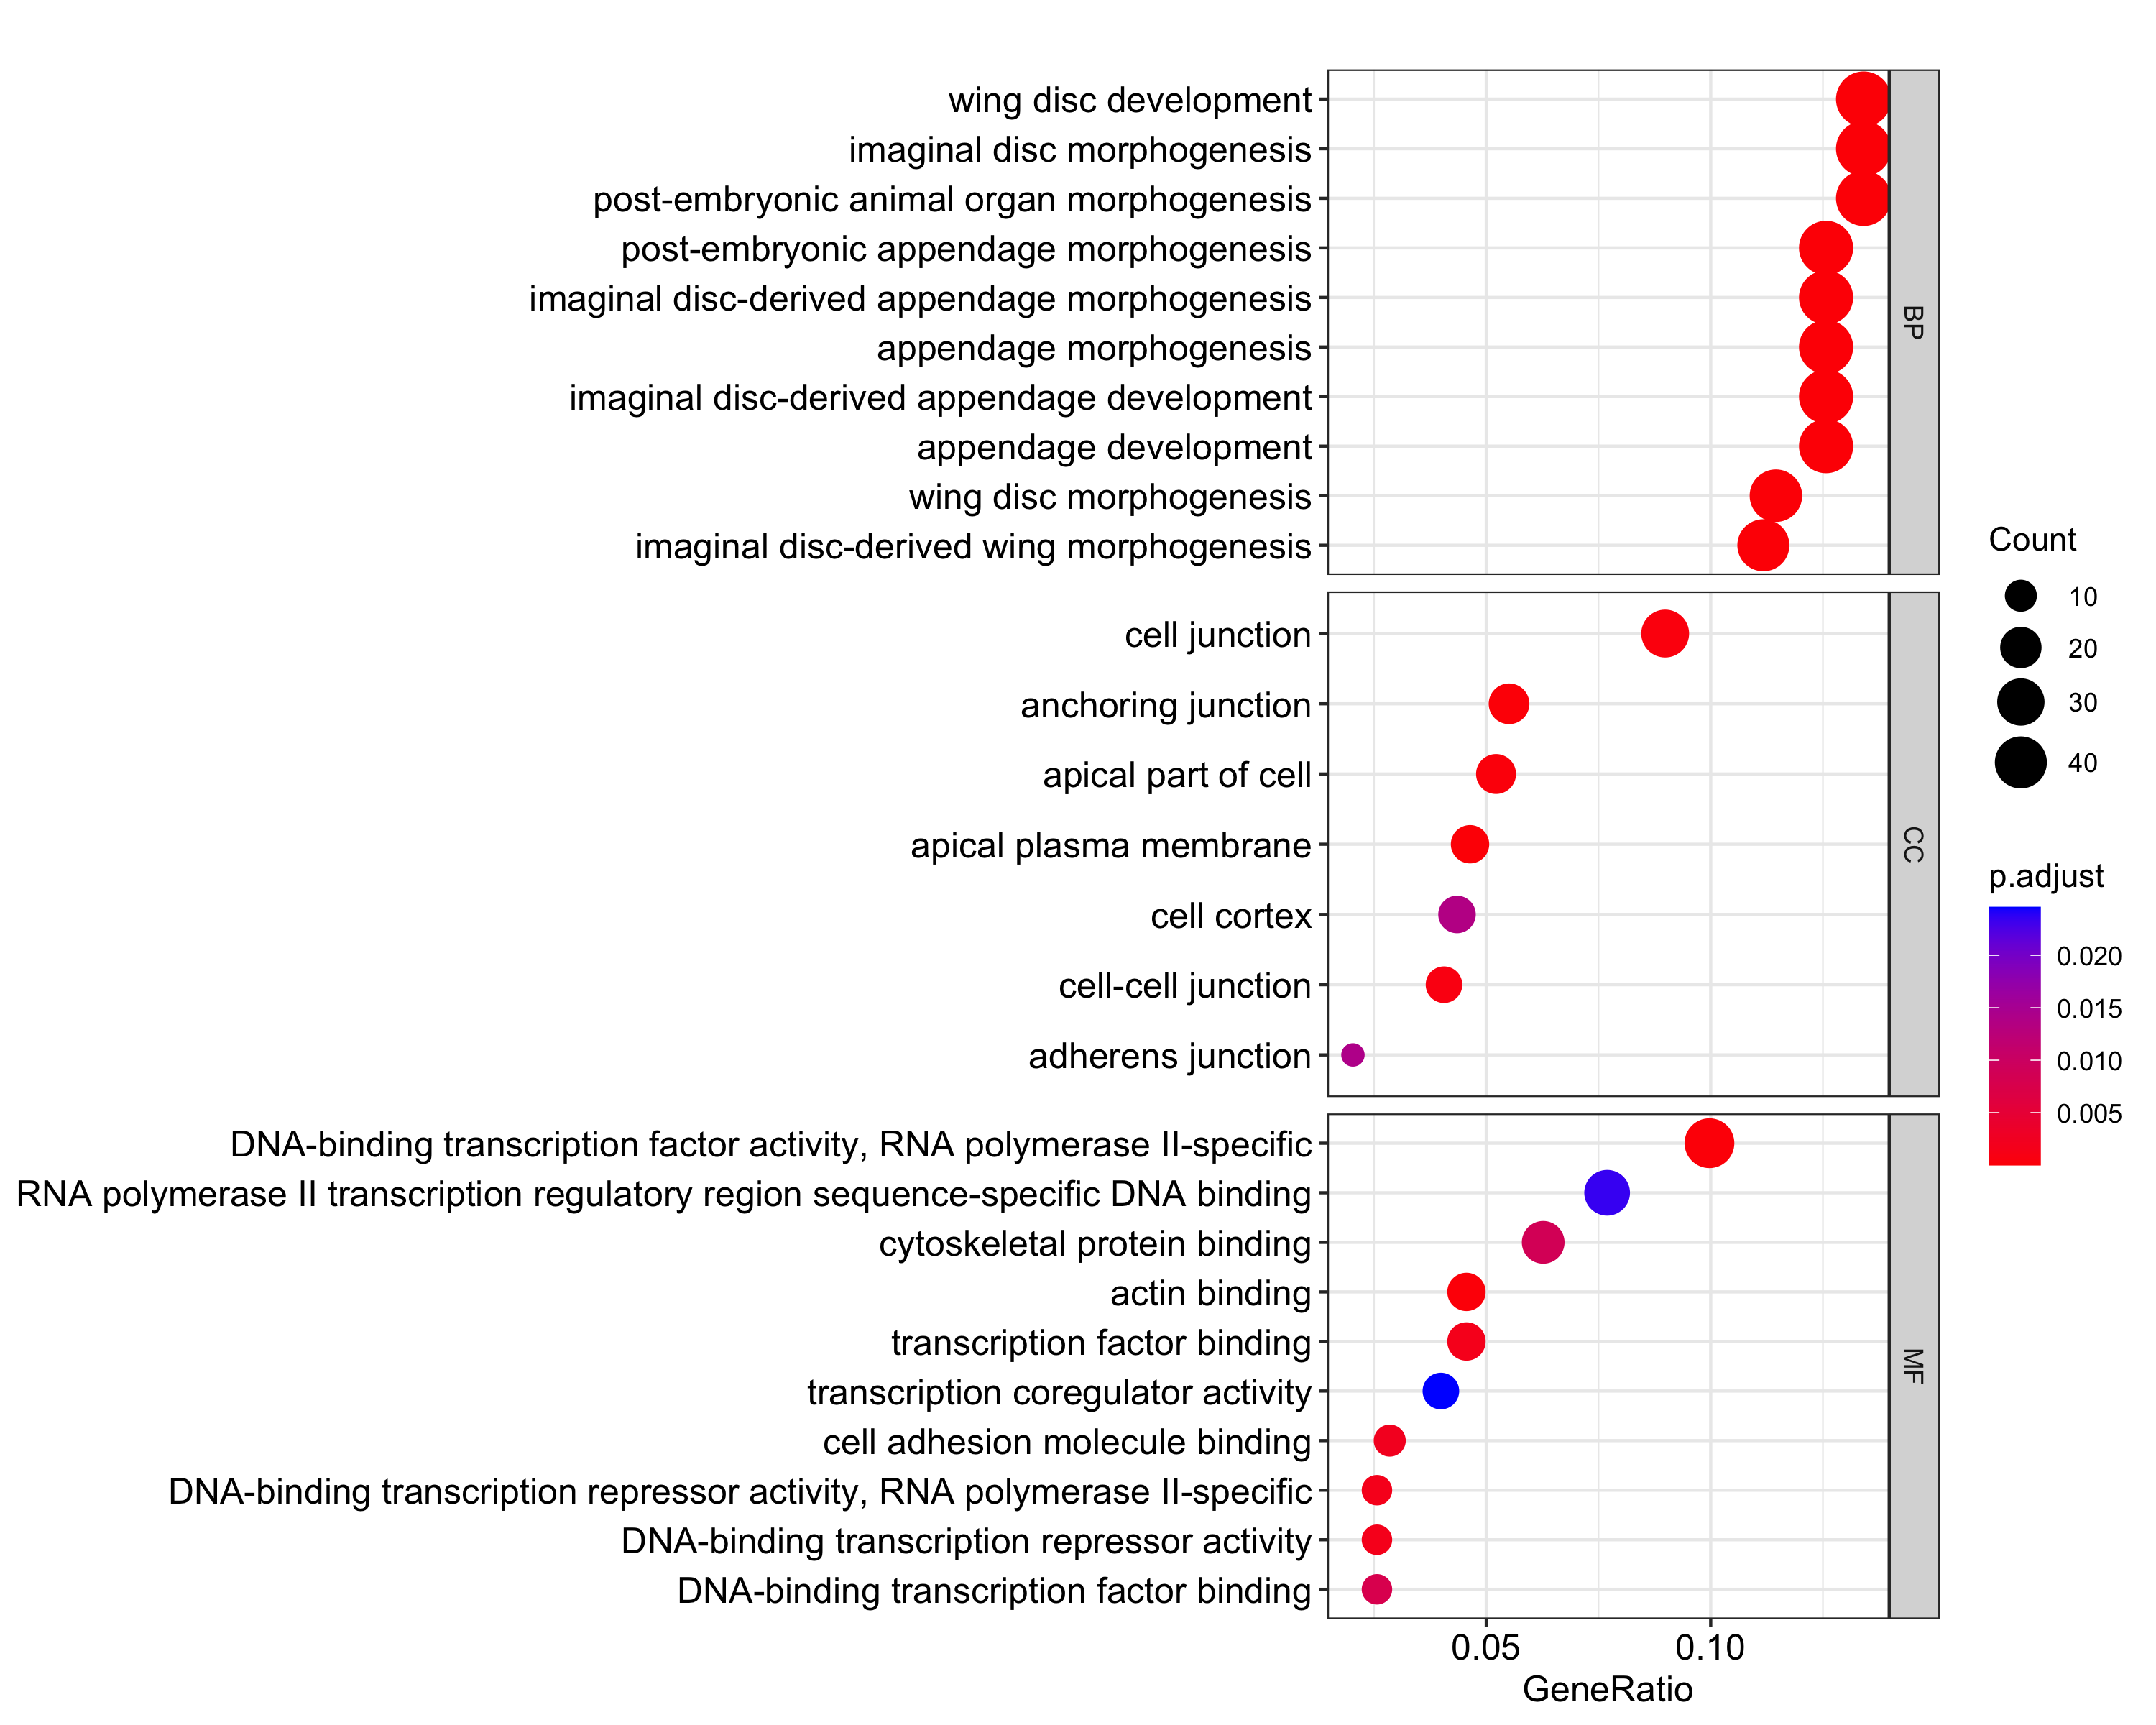 wing disc development
imaginal disc morphogenesis
post-embryonic animal organ morphogenesis
post-embryonic appendage morphogenesis
imaginal disc-derived appendage morphogenesis
appendage morphogenesis
imaginal disc-derived appendage development
appendage development
wing disc morphogenesis
imaginal disc-derived wing morphogenesis
BP
cell junction
anchoring junction
apical part of cell
apical plasma membrane
cell cortex
cell-cell junction
adherens junction
CC
DNA-binding transcription factor activity, RNA polymerase II-specific
RNA polymerase II transcription regulatory region sequence-specific DNA binding
cytoskeletal protein binding
actin binding
transcription factor binding
transcription coregulator activity
cell adhesion molecule binding
DNA-binding transcription repressor activity, RNA polymerase II-specific
DNA-binding transcription repressor activity
DNA-binding transcription factor binding
MF
0.05 0.10
GeneRatio
Count
10
20
30
40
p.adjust
0.020
0.015
0.010
0.005